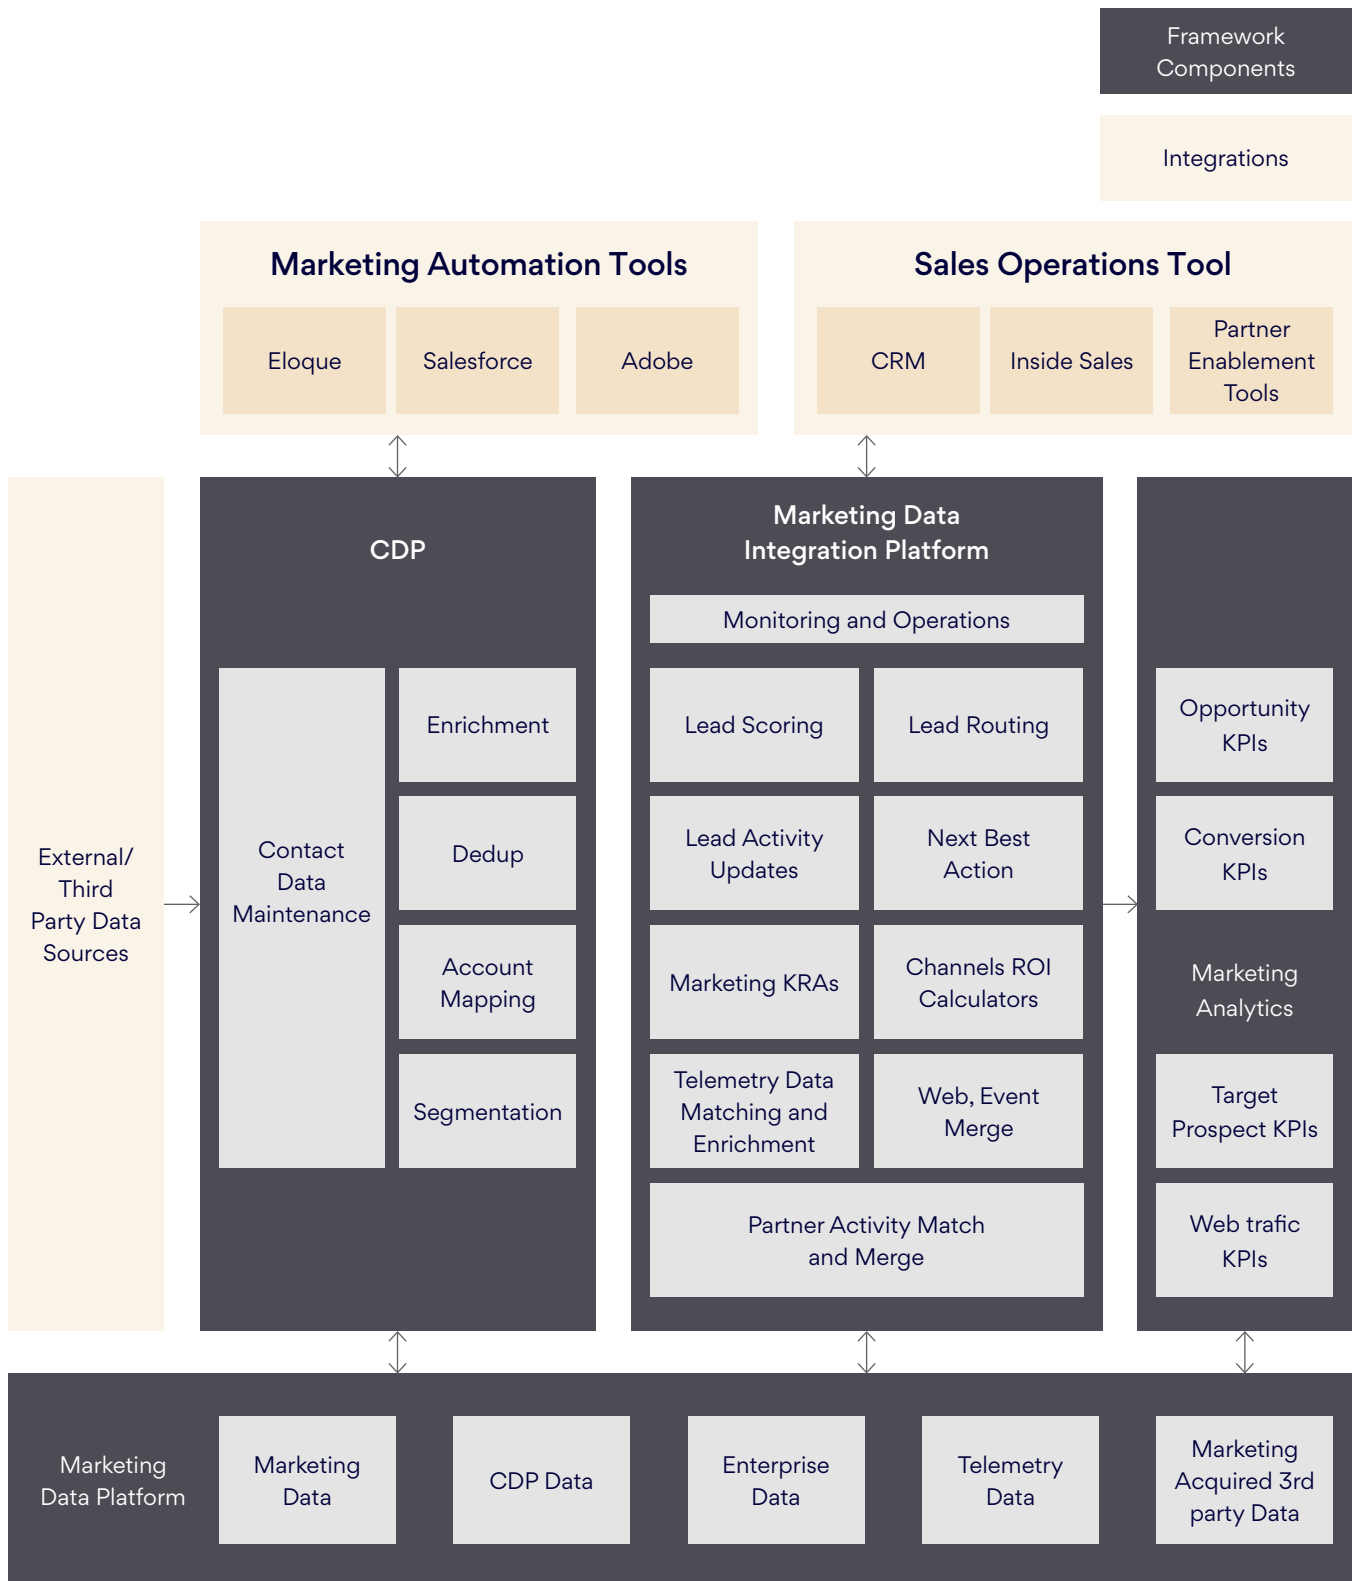 Framework
Components
Integrations
Marketing Automation Tools
Eloque
Salesforce
Adobe
Sales Operations Tool
CRM
Inside Sales
Partner
Enablement
Tools
External/
Third
Party Data
Sources
CDP
Contact
Data
Maintenance
Enrichment
Dedup
Account
Mapping
Segmentation
Marketing Data
Integration Platform
Monitoring and Operations
Lead Scoring
Lead Routing
Lead Activity
Updates
Next Best
Action
Marketing KRAs
Channels ROI
Calculators
Telemetry Data
Matching and
Enrichment
Web, Event
Merge
Partner Activity Match
and Merge
Opportunity
KPIs
Conversion
KPIs
Marketing
Analytics
Target
Prospect KPIs
Web trafic
KPIs
Marketing
Data Platform
Marketing
Data
CDP Data
Enterprise
Data
Telemetry
Data
Marketing
Acquired 3rd
party Data